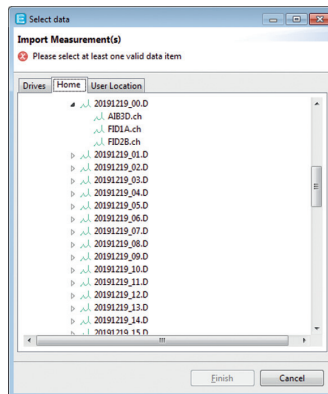 Select data
Import Measurement(s)
Please select at least one valid data item
Drives Home User Location
20191219_00.D
AIB3D.ch
FID1A.ch
FID2B.ch
20191219_01.D
20191219_02.D
20191219_03.D
20191219_04.D
20191219_05.D
20191219_06.D
20191219_07.D
20191219_08.D
20191219_09.D
20191219_10.D
20191219_11.D
20191219_12.D
20191219_13.D
20191219_14.D
20191219_15.D
Finish Cancel